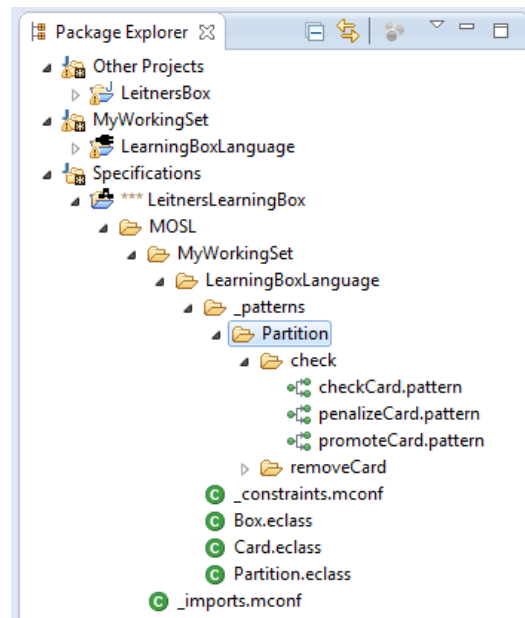 Package Explorer
Other Projects
LeitnersBox
MyWorkingSet
LearningBoxLanguage
Specifications
*** LeitnersLearningBox
MOSL
MyWorkingSet
LearningBoxLanguage
_patterns
Partition
check
checkCard.pattern
penalizeCard.pattern
promoteCard.pattern
removeCard
_constraints.mconf
Box.eclass
Card.eclass
Partition.eclass
_imports.mconf